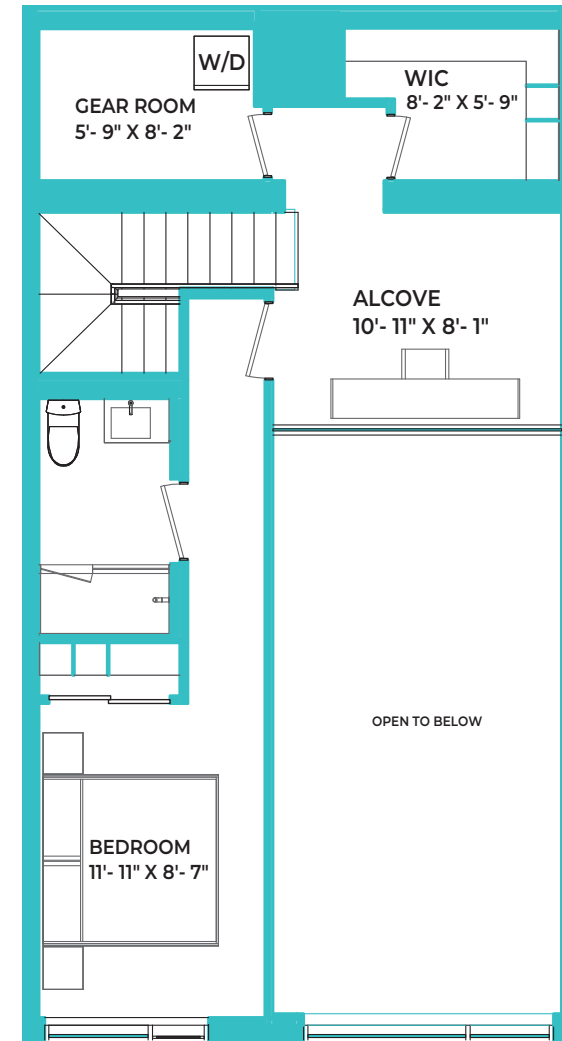 W/D
GEAR ROOM
5'- 9" X 8'- 2"
WIC
8'- 2" X 5'- 9"
ALCOVE
10'- 11" X 8'- 1"
OPEN TO BELOW
BEDROOM
11'- 11" X 8'- 7"